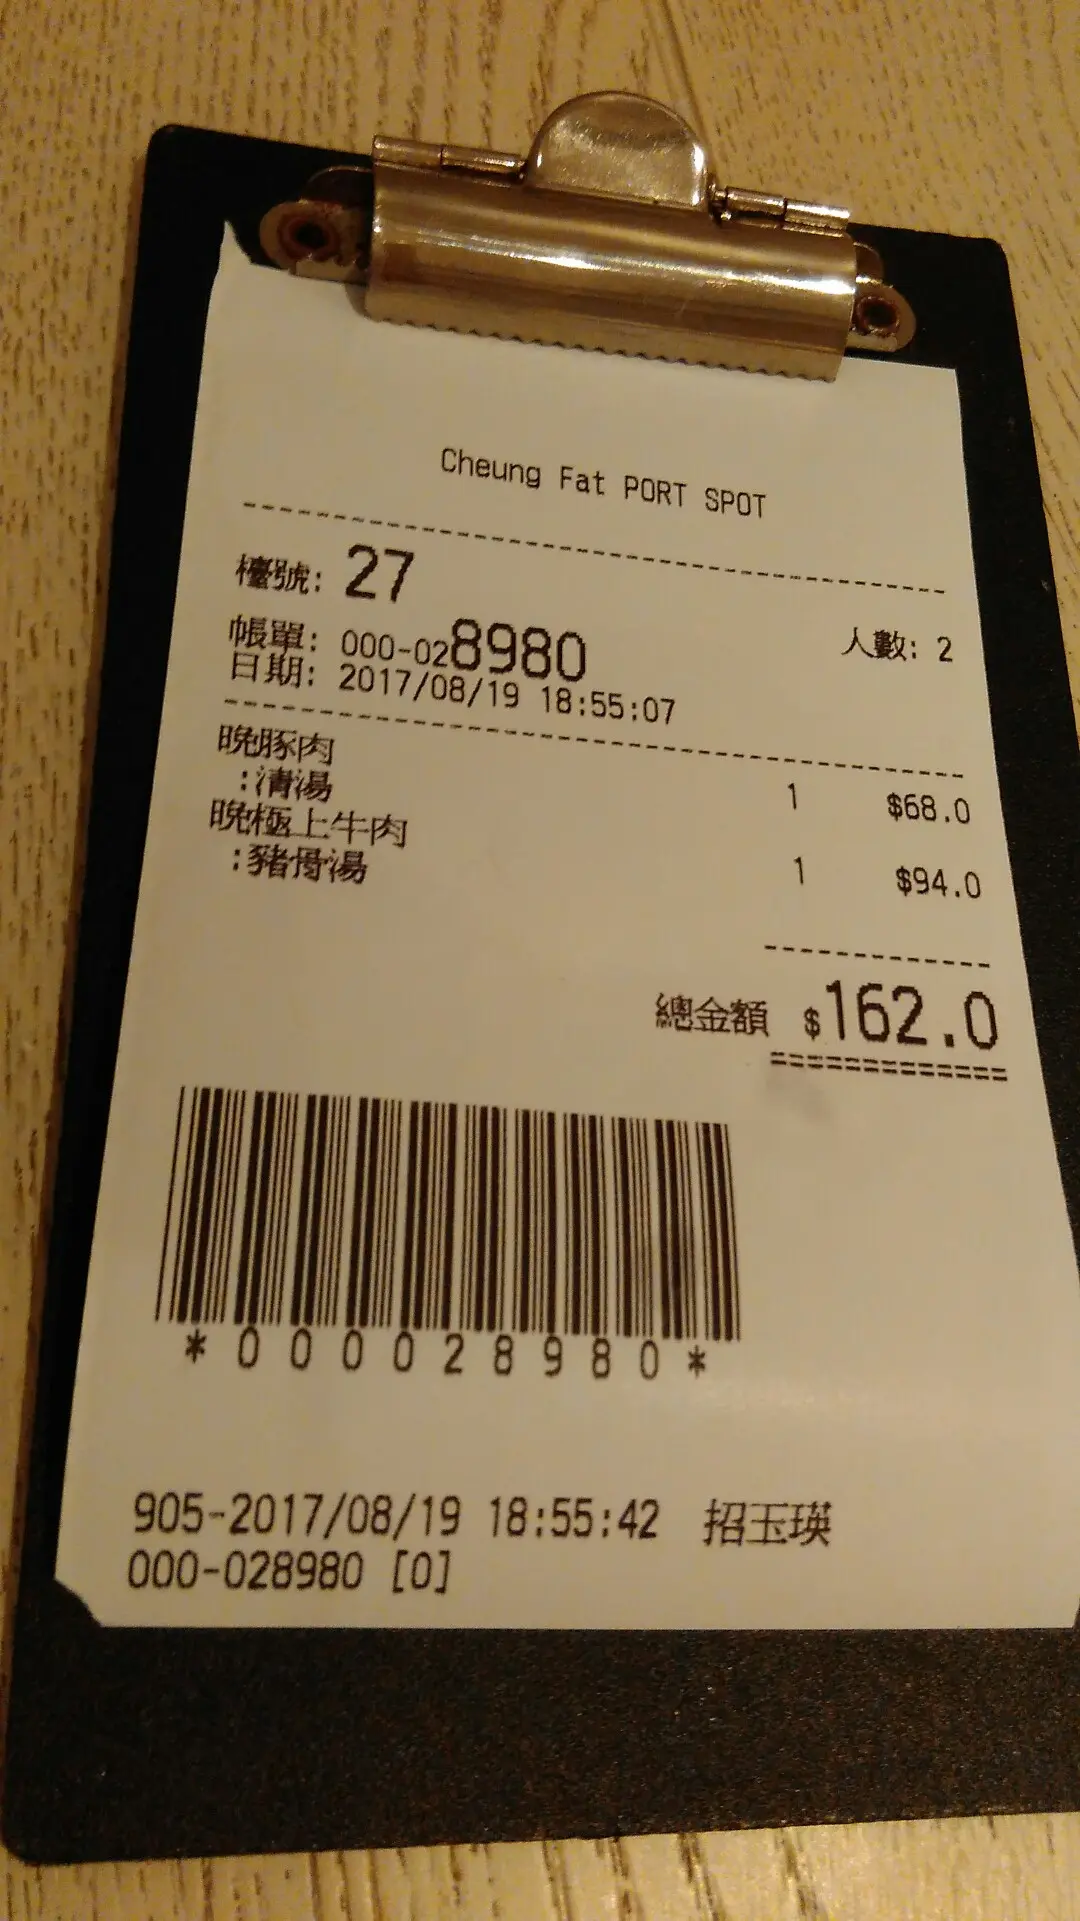 Cheung Fat PORT SPOT
檯號: 27
帳單: 000-028980 人數: 2
日期: 2017/08/19 18:55:07
晚豚肉
:清湯 1 $68.0
晚極上牛肉
:豬骨湯 1 $94.0
總金額 $162.0
*000028980*
905-2017/08/19 18:55:42 招玉瑛
000-028980 [0]